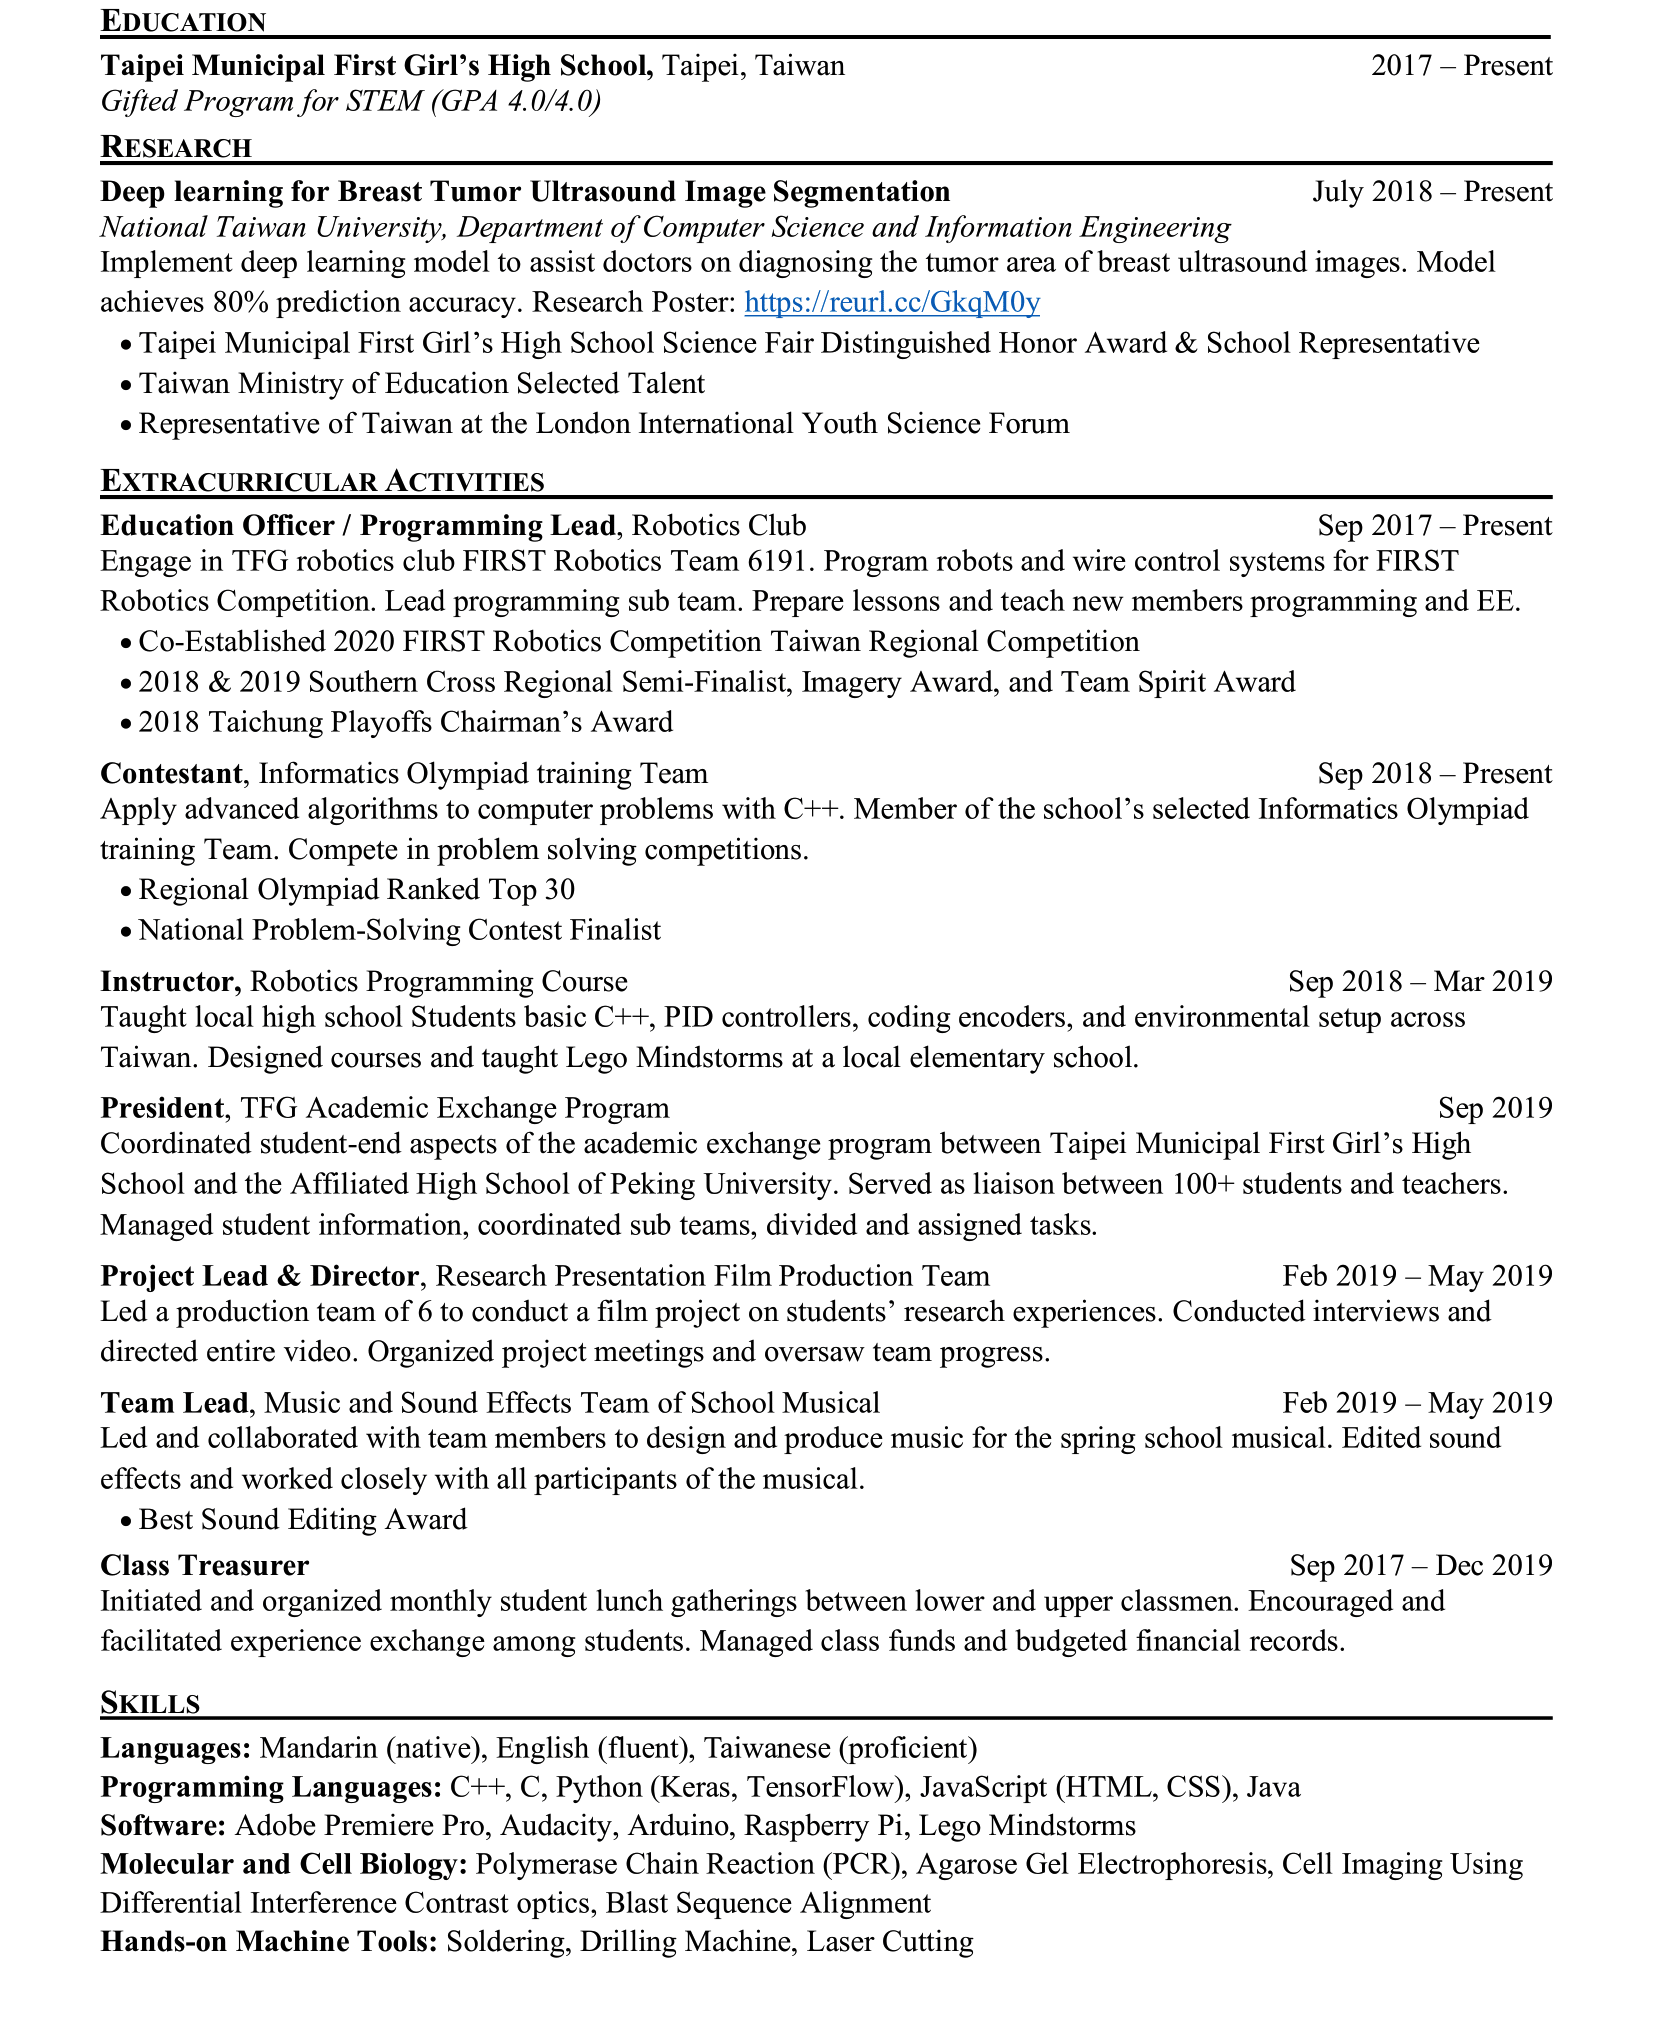 EDUCATION
Taipei Municipal First Girl’s High School, Taipei, Taiwan 2017 – Present
Gifted Program for STEM (GPA 4.0/4.0)
RESEARCH
Deep learning for Breast Tumor Ultrasound Image Segmentation July 2018 – Present
National Taiwan University, Department of Computer Science and Information Engineering
Implement deep learning model to assist doctors on diagnosing the tumor area of breast ultrasound images. Model
achieves 80% prediction accuracy. Research Poster: https://reurl.cc/GkqM0y
• Taipei Municipal First Girl’s High School Science Fair Distinguished Honor Award & School Representative
• Taiwan Ministry of Education Selected Talent
• Representative of Taiwan at the London International Youth Science Forum
EXTRACURRICULAR ACTIVITIES
Education Officer / Programming Lead, Robotics Club Sep 2017 – Present
Engage in TFG robotics club FIRST Robotics Team 6191. Program robots and wire control systems for FIRST
Robotics Competition. Lead programming sub team. Prepare lessons and teach new members programming and EE.
• Co-Established 2020 FIRST Robotics Competition Taiwan Regional Competition
• 2018 & 2019 Southern Cross Regional Semi-Finalist, Imagery Award, and Team Spirit Award
• 2018 Taichung Playoffs Chairman’s Award
Contestant, Informatics Olympiad training Team Sep 2018 – Present
Apply advanced algorithms to computer problems with C++. Member of the school’s selected Informatics Olympiad
training Team. Compete in problem solving competitions.
• Regional Olympiad Ranked Top 30
• National Problem-Solving Contest Finalist
Instructor, Robotics Programming Course Sep 2018 – Mar 2019
Taught local high school Students basic C++, PID controllers, coding encoders, and environmental setup across
Taiwan. Designed courses and taught Lego Mindstorms at a local elementary school.
President, TFG Academic Exchange Program Sep 2019
Coordinated student-end aspects of the academic exchange program between Taipei Municipal First Girl’s High
School and the Affiliated High School of Peking University. Served as liaison between 100+ students and teachers.
Managed student information, coordinated sub teams, divided and assigned tasks.
Project Lead & Director, Research Presentation Film Production Team Feb 2019 – May 2019
Led a production team of 6 to conduct a film project on students’ research experiences. Conducted interviews and
directed entire video. Organized project meetings and oversaw team progress.
Team Lead, Music and Sound Effects Team of School Musical Feb 2019 – May 2019
Led and collaborated with team members to design and produce music for the spring school musical. Edited sound
effects and worked closely with all participants of the musical.
• Best Sound Editing Award
Class Treasurer Sep 2017 – Dec 2019
Initiated and organized monthly student lunch gatherings between lower and upper classmen. Encouraged and
facilitated experience exchange among students. Managed class funds and budgeted financial records.
SKILLS
Languages: Mandarin (native), English (fluent), Taiwanese (proficient)
Programming Languages: C++, C, Python (Keras, TensorFlow), JavaScript (HTML, CSS), Java
Software: Adobe Premiere Pro, Audacity, Arduino, Raspberry Pi, Lego Mindstorms
Molecular and Cell Biology: Polymerase Chain Reaction (PCR), Agarose Gel Electrophoresis, Cell Imaging Using
Differential Interference Contrast optics, Blast Sequence Alignment
Hands-on Machine Tools: Soldering, Drilling Machine, Laser Cutting